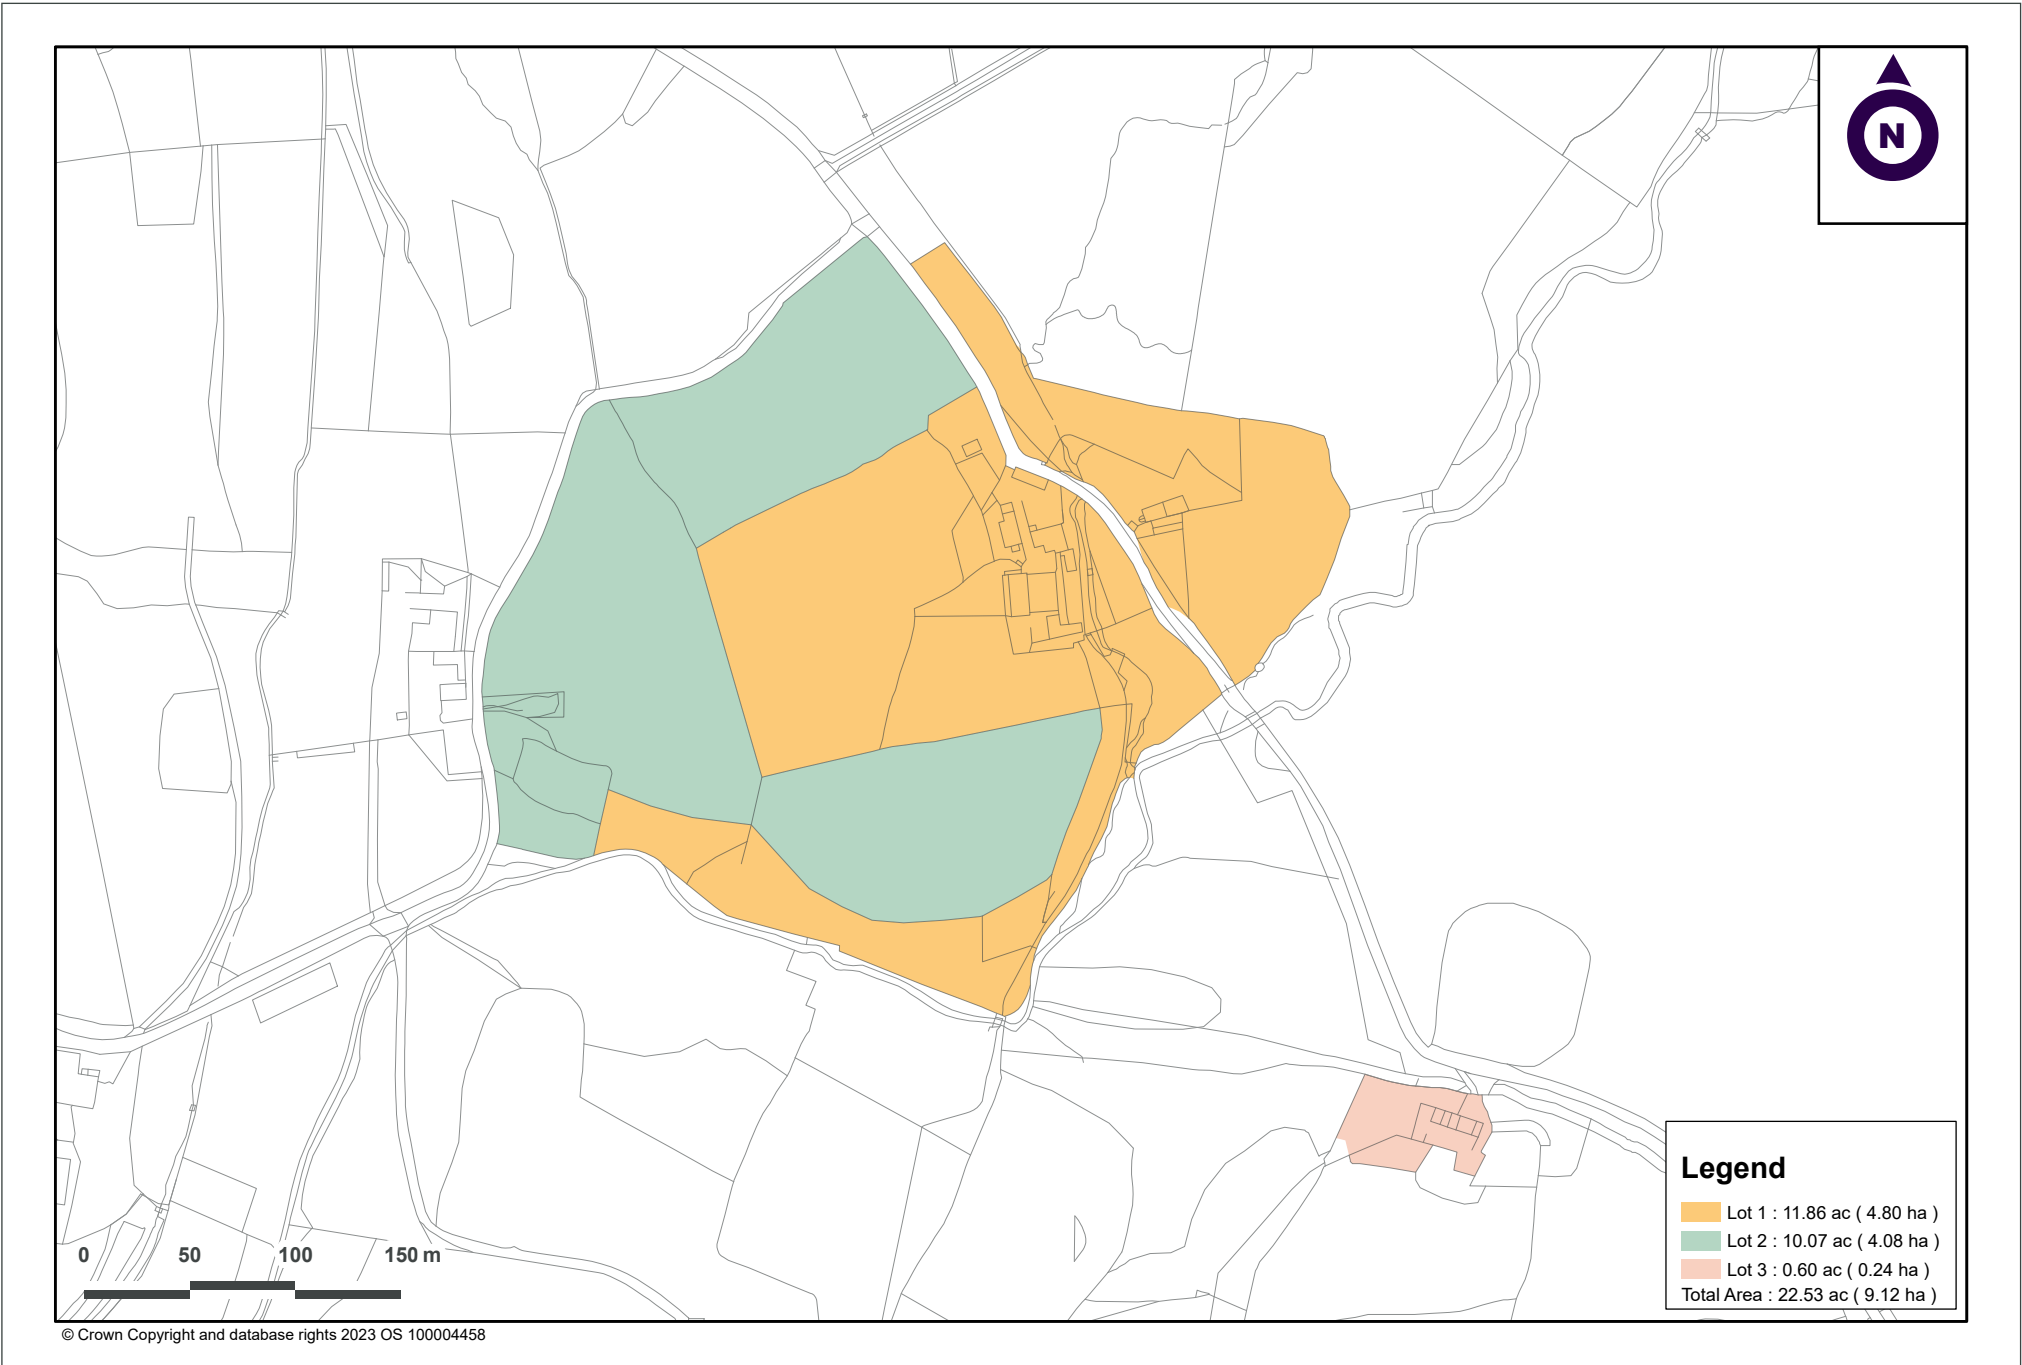 N
Legend
Lot 1 : 11.86 ac ( 4.80 ha )
Lot 2 : 10.07 ac ( 4.08 ha )
Lot 3 : 0.60 ac ( 0.24 ha )
Total Area : 22.53 ac ( 9.12 ha )
0 50 100 150 m
© Crown Copyright and database rights 2023 OS 100004458